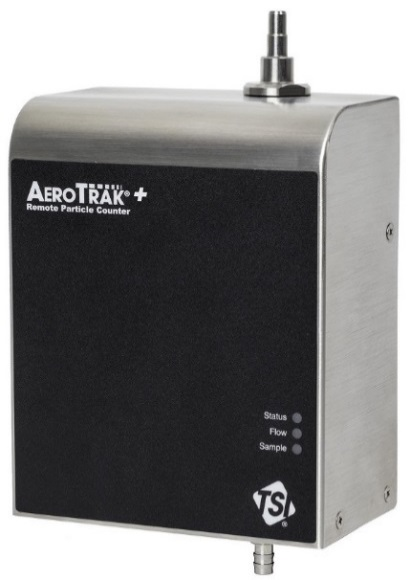 AEROTRAK® +
Remote Particle Counter
Status
Flow
Sample
TSI®